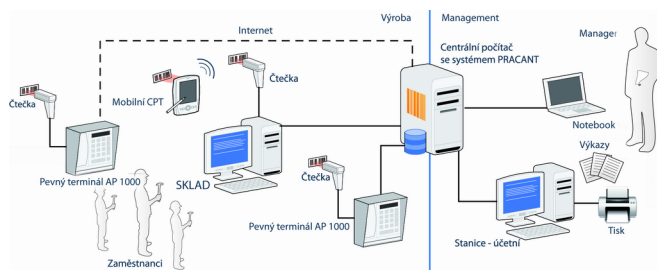 Výroba
Management
Internet
Manager
Centrální počítač
se systémem PRACANT
Čtečka
Mobilní CPT
Čtečka
Notebook
Výkazy
Pevný terminál AP 1000
SKLAD
Čtečka
Pevný terminál AP 1000
Zaměstnanci
Stanice - účetní
Tisk